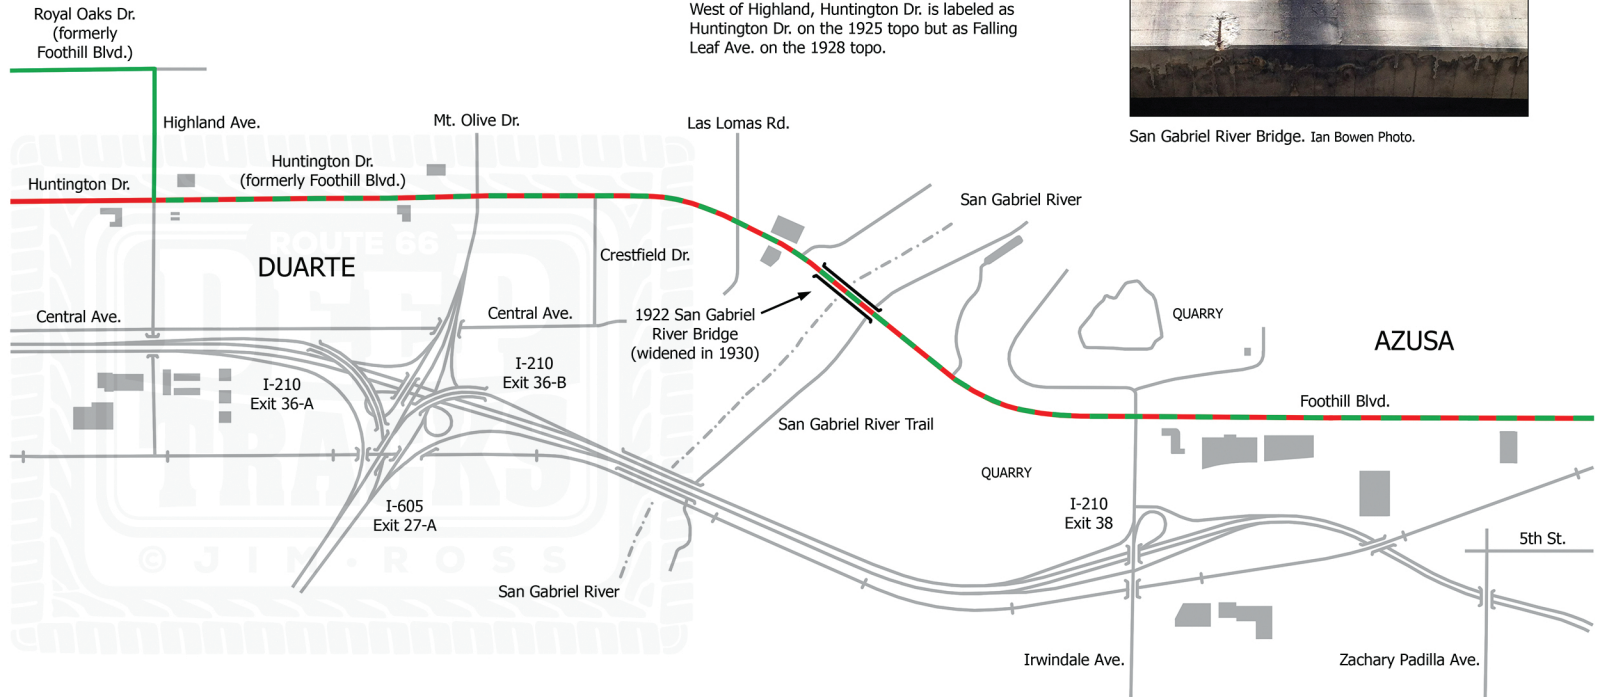 Royal Oaks Dr.
(formerly
Foothill Blvd.)
West of Highland, Huntington Dr. is labeled as
Huntington Dr. on the 1925 topo but as Falling
Leaf Ave. on the 1928 topo.
San Gabriel River Bridge. Ian Bowen Photo.
Highland Ave.
Mt. Olive Dr.
Las Lomas Rd.
Huntington Dr.
Huntington Dr.
(formerly Foothill Blvd.)
San Gabriel River
ROUTE 66
DEEP
TRACKS
© JIM • ROSS
DUARTE
Crestfield Dr.
Central Ave.
Central Ave.
1922 San Gabriel
River Bridge
(widened in 1930)
QUARRY
AZUSA
I-210
Exit 36-A
I-210
Exit 36-B
Foothill Blvd.
San Gabriel River Trail
QUARRY
I-605
Exit 27-A
I-210
Exit 38
5th St.
San Gabriel River
Irwindale Ave.
Zachary Padilla Ave.